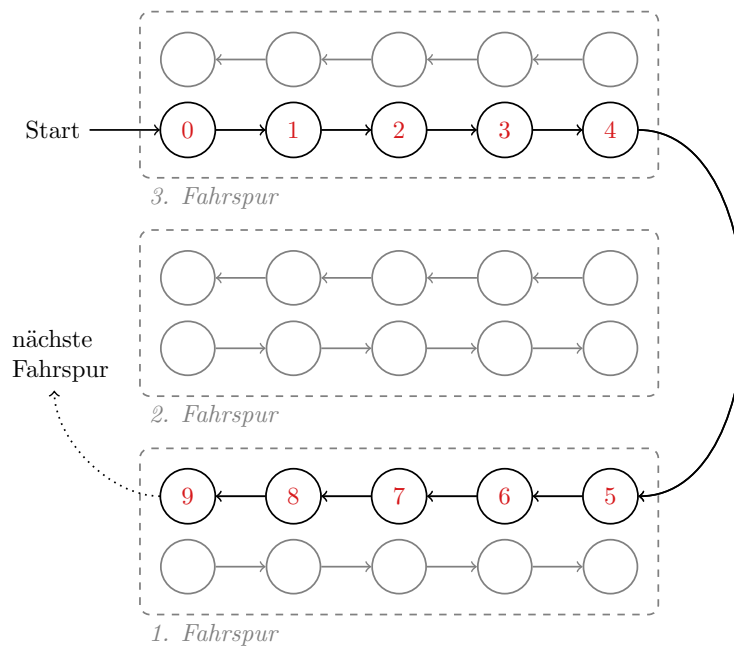 Start
0 1 2 3 4
3. Fahrspur
nächste
Fahrspur
2. Fahrspur
9 8 7 6 5
1. Fahrspur